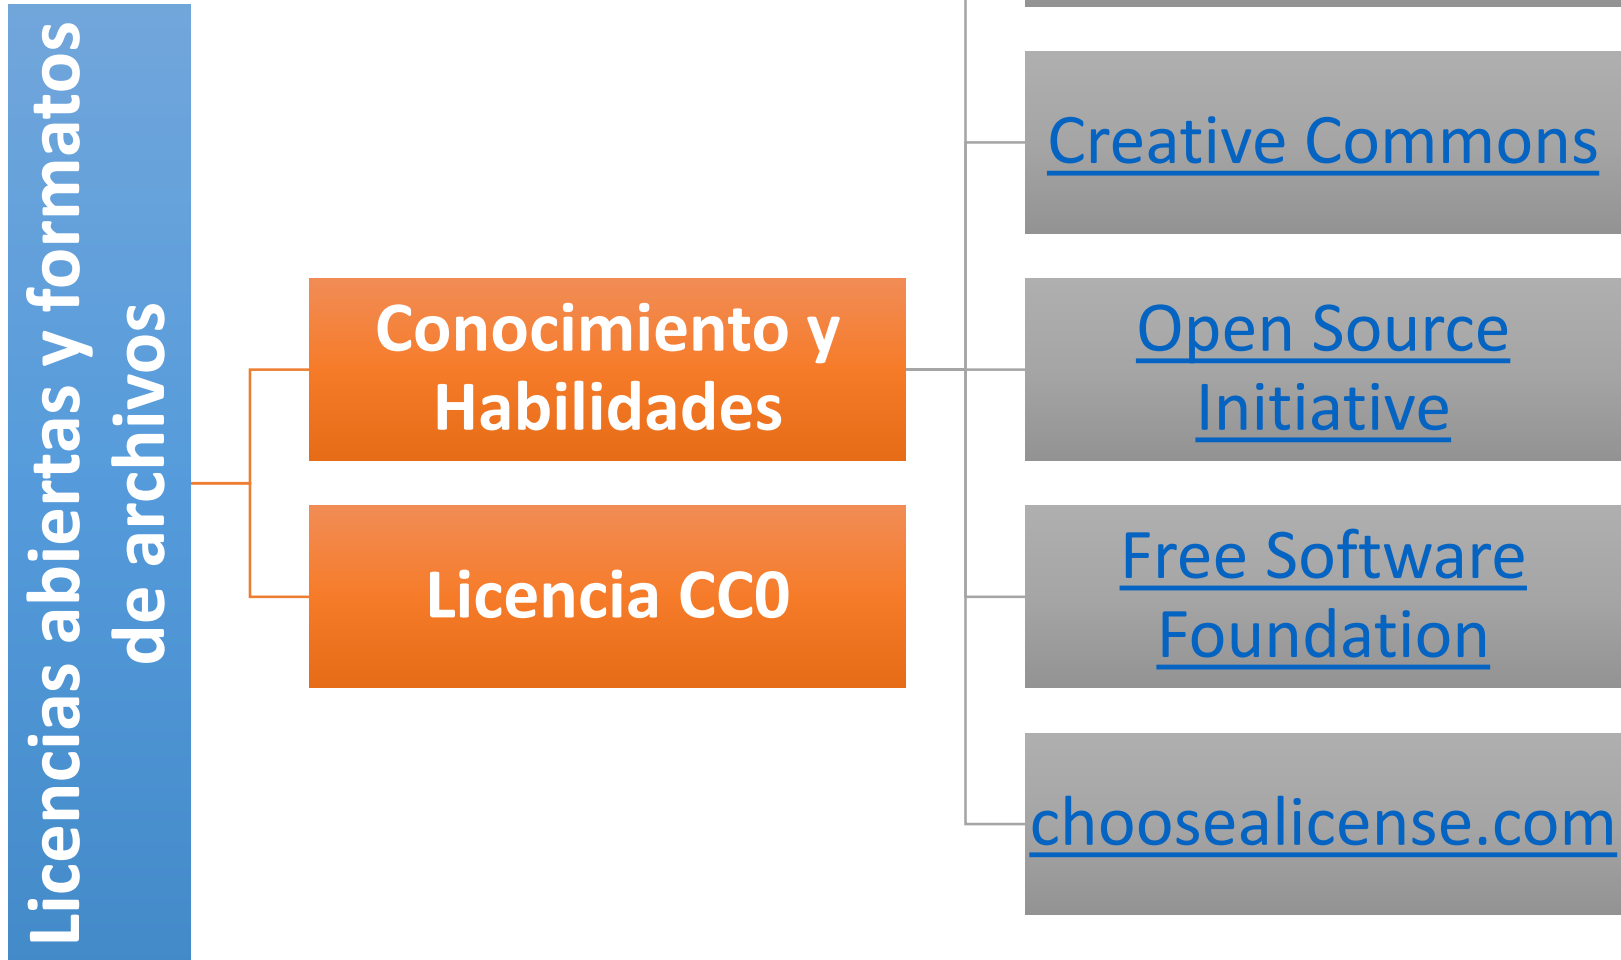 Licencias abiertas y formatos
de archivos
Conocimiento y
Habilidades
Licencia CC0
Creative Commons
Open Source
Initiative
Free Software
Foundation
choosealicense.com